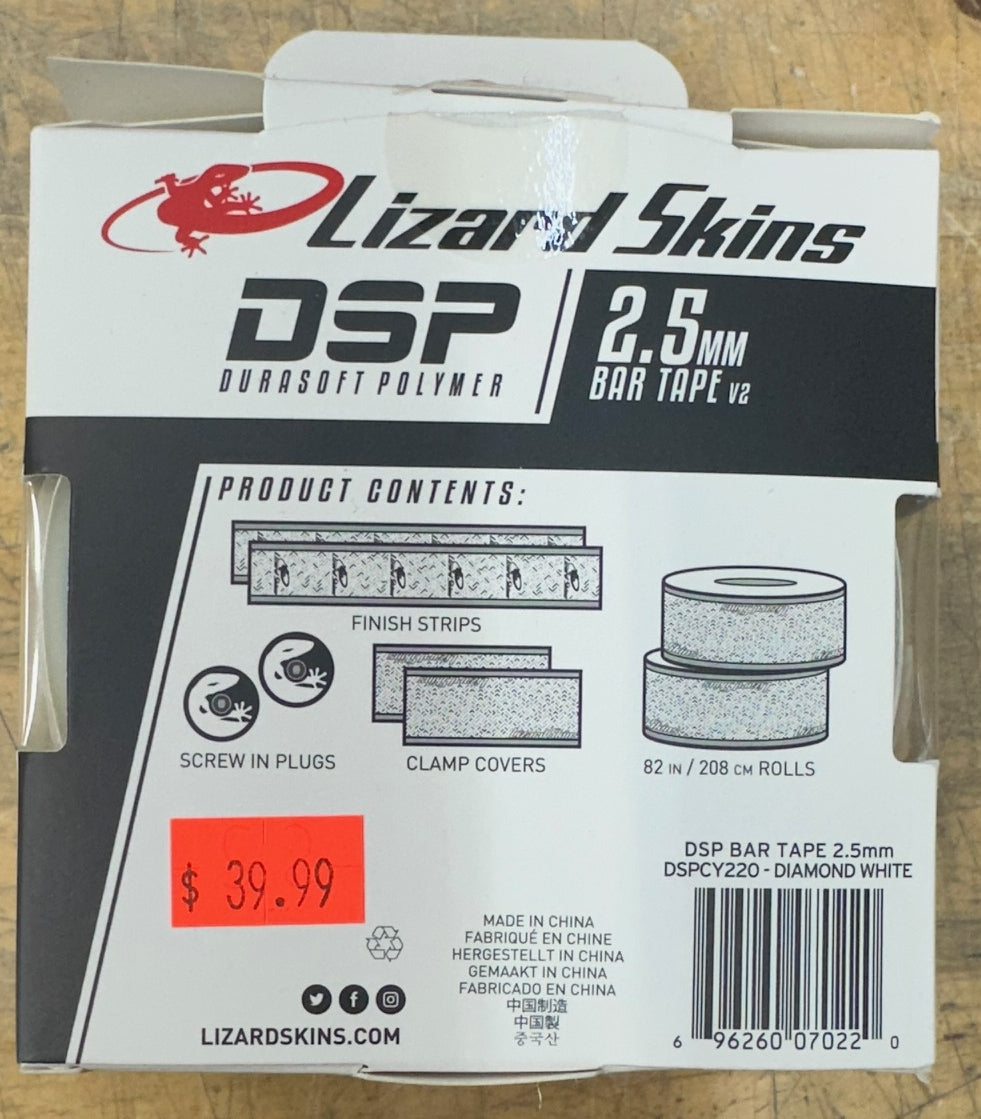 Lizard Skins
DSP
DURASOFT POLYMER
2.5MM
BAR TAPE V2
PRODUCT CONTENTS:
FINISH STRIPS
SCREW IN PLUGS
CLAMP COVERS
82 IN / 208 CM ROLLS
$ 39.99
DSP BAR TAPE 2.5mm
DSPCY220 - DIAMOND WHITE
MADE IN CHINA
FABRIQUÉ EN CHINE
HERGESTELLT IN CHINA
GEMAAKT IN CHINA
FABRICADO EN CHINA
中国制造
中国製
중국산
LIZARDSKINS.COM
6 96260 07022 0